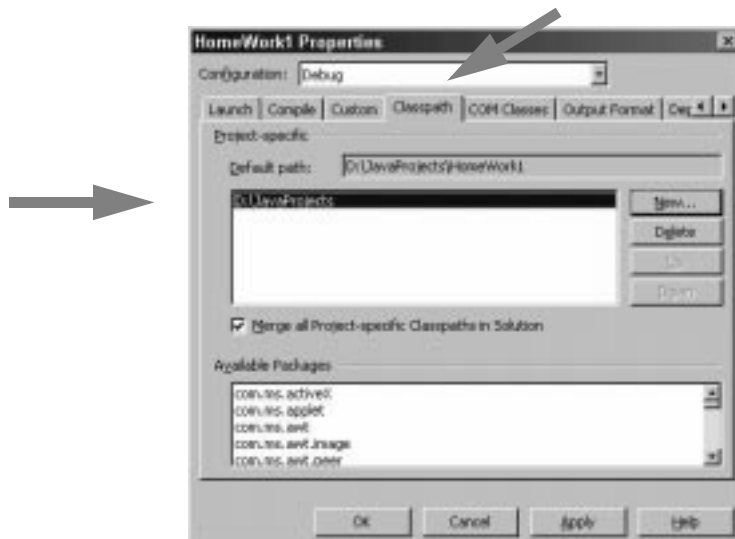 HomeWork1 Properties
Configuration: Debug
Launch Compile Custom Classpath COM Classes Output Format
Project-specific
Default path: D:\JavaProjects\HomeWork1
D:\JavaProjects
New...
Delete
Up
Down
Merge all Project-specific Classpaths in Solution
Available Packages
com.ms.activeX
com.ms.applet
com.ms.awt
com.ms.awt.image
com.ms.awt.peer
OK Cancel Apply Help